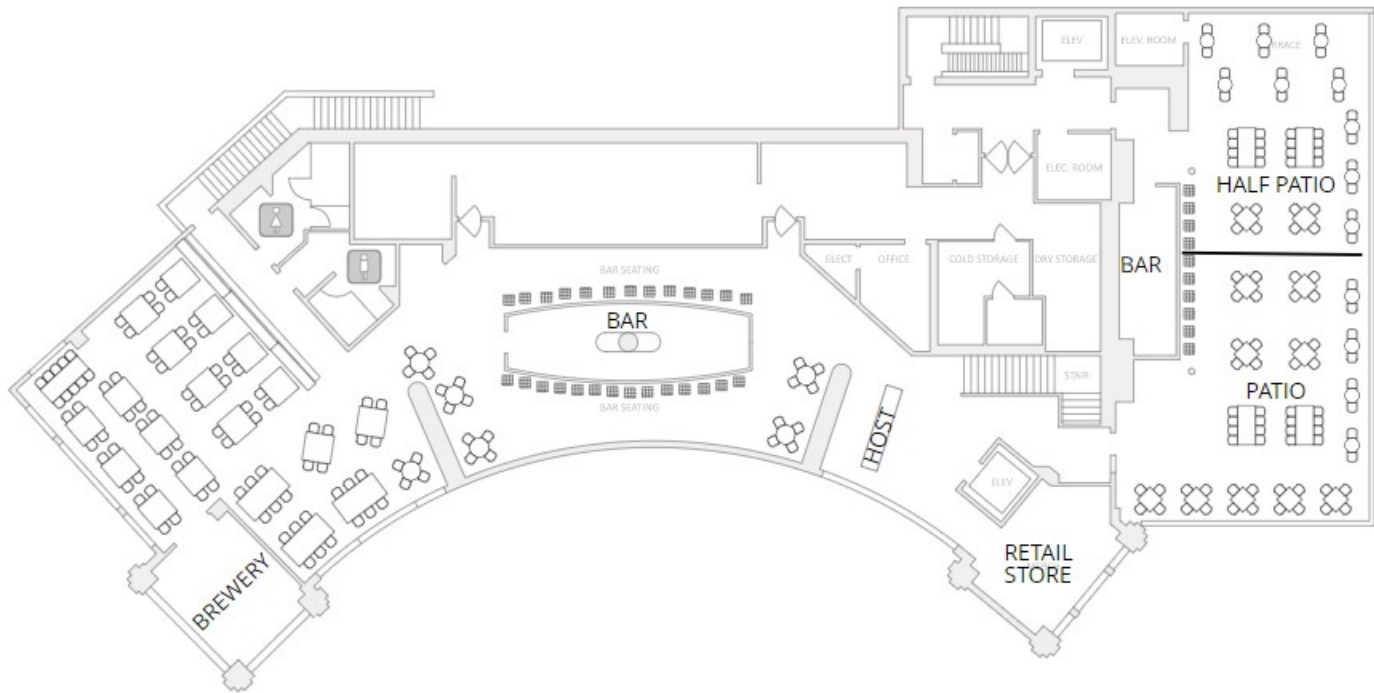 ELEV
ELEV. ROOM
ELEC. ROOM
HALF PATIO
BAR SEATING
ELECT
OFFICE
COLD STORAGE
DRY STORAGE
BAR
BAR
STAIR
BAR SEATING
PATIO
HOST
ELEV
RETAIL
STORE
BREWERY